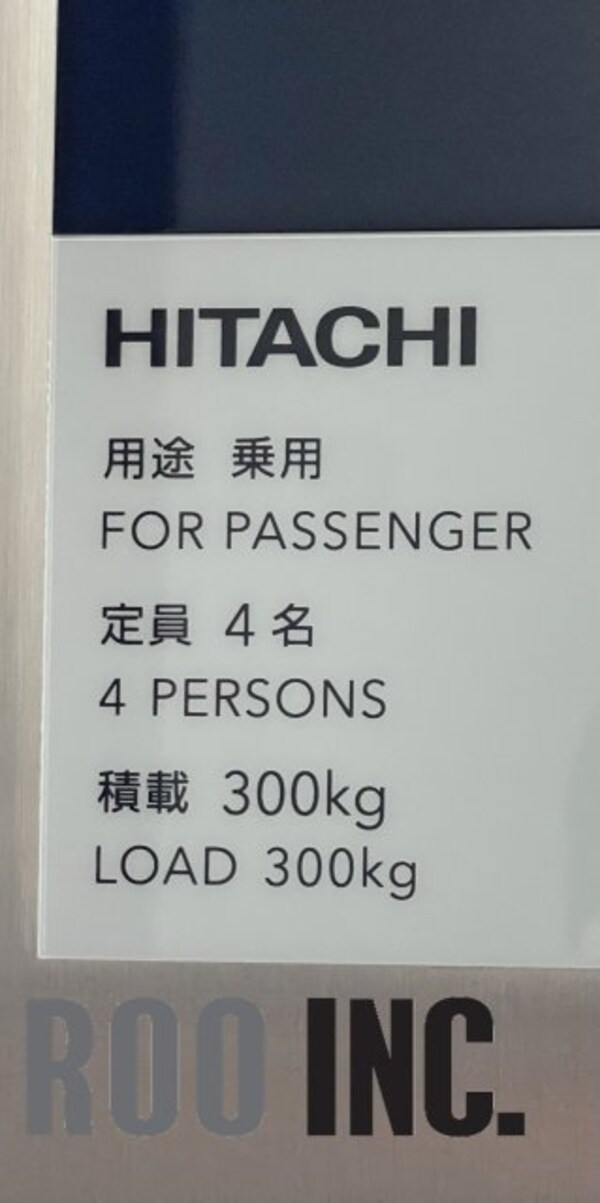 HITACHI
用途 乗用
FOR PASSENGER
定員 4名
4 PERSONS
積載 300kg
LOAD 300kg
ROO INC.